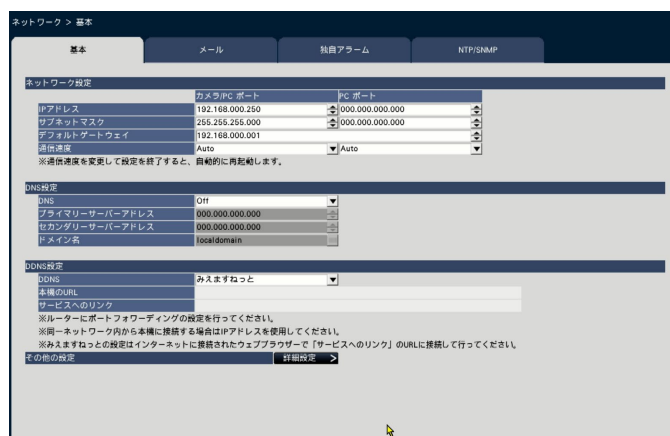 ネットワーク > 基本
基本 メール 独自アラーム NTP/SNMP
ネットワーク設定
カメラ/PC ポート PC ポート
IPアドレス 192.168.000.250 000.000.000.000
サブネットマスク 255.255.255.000 000.000.000.000
デフォルトゲートウェイ 192.168.000.001
通信速度 Auto Auto
※通信速度を変更して設定を終了すると、自動的に再起動します。
DNS設定
DNS Off
プライマリーサーバーアドレス 000.000.000.000
セカンダリーサーバーアドレス 000.000.000.000
ドメイン名 localdomain
DDNS設定
DDNS みえますねっと
本機のURL
サービスへのリンク
※ルーターにポートフォワーディングの設定を行ってください。
※同一ネットワーク内から本機に接続する場合はIPアドレスを使用してください。
※みえますねっとの設定はインターネットに接続されたウェブブラウザーで「サービスへのリンク」のURLに接続して行ってください。
その他の設定 詳細設定 >